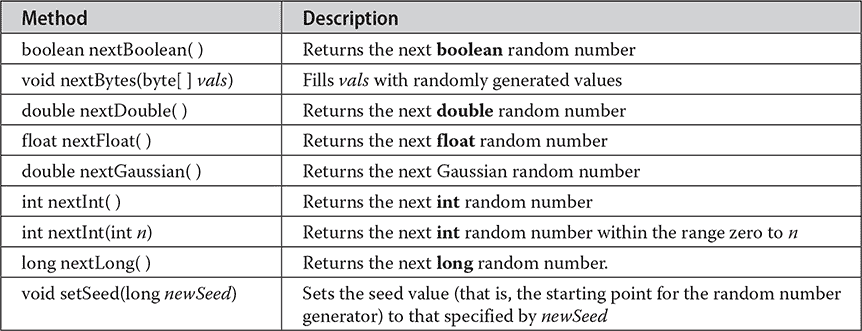 Method Description
boolean nextBoolean( ) Returns the next boolean random number
void nextBytes(byte[ ] vals) Fills vals with randomly generated values
double nextDouble( ) Returns the next double random number
float nextFloat( ) Returns the next float random number
double nextGaussian( ) Returns the next Gaussian random number
int nextInt( ) Returns the next int random number
int nextInt(int n) Returns the next int random number within the range zero to n
long nextLong( ) Returns the next long random number.
void setSeed(long newSeed) Sets the seed value (that is, the starting point for the random number
generator) to that specified by newSeed